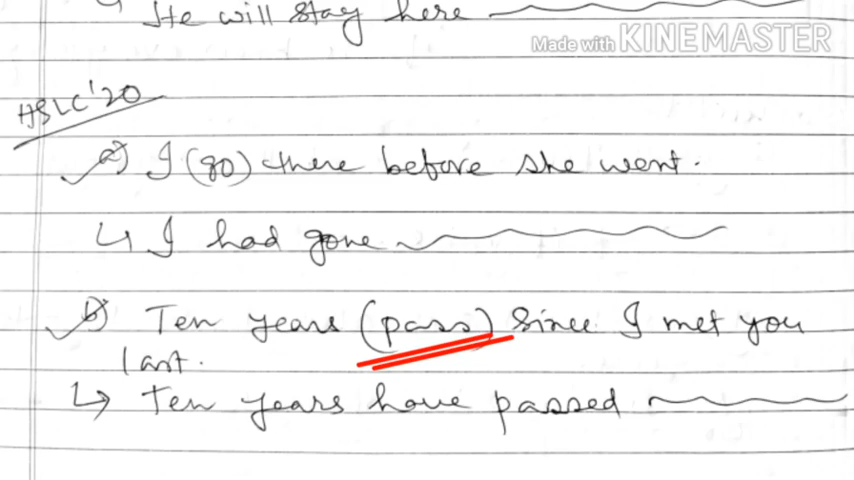 He will stay here
Made with KINEMASTER
HSLC'20
a) I (go) there before she went.
↳ I had gone
b) Ten years (pass) since I met you
last.
↳ Ten years have passed